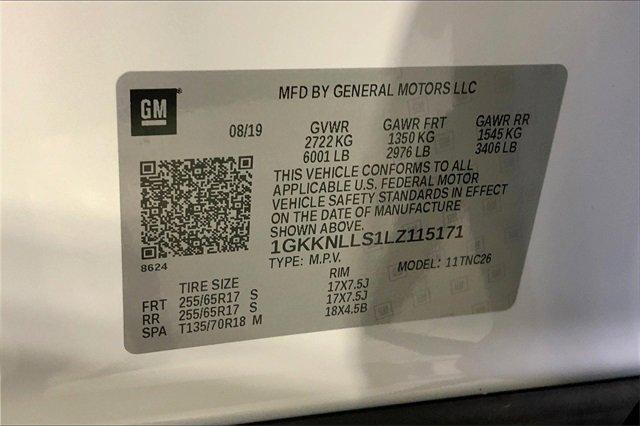 GM
MFD BY GENERAL MOTORS LLC
08/19 GVWR GAWR FRT GAWR RR
2722 KG 1350 KG 1545 KG
6001 LB 2976 LB 3406 LB
THIS VEHICLE CONFORMS TO ALL
APPLICABLE U.S. FEDERAL MOTOR
VEHICLE SAFETY STANDARDS IN EFFECT
ON THE DATE OF MANUFACTURE
SHOWN ABOVE.
1GKKNLLS1LZ115171
8624
TYPE: M.P.V. MODEL: 11TNC26
TIRE SIZE RIM
FRT 255/65R17 S 17X7.5J
RR 255/65R17 S 17X7.5J
SPA T135/70R18 M 18X4.5B